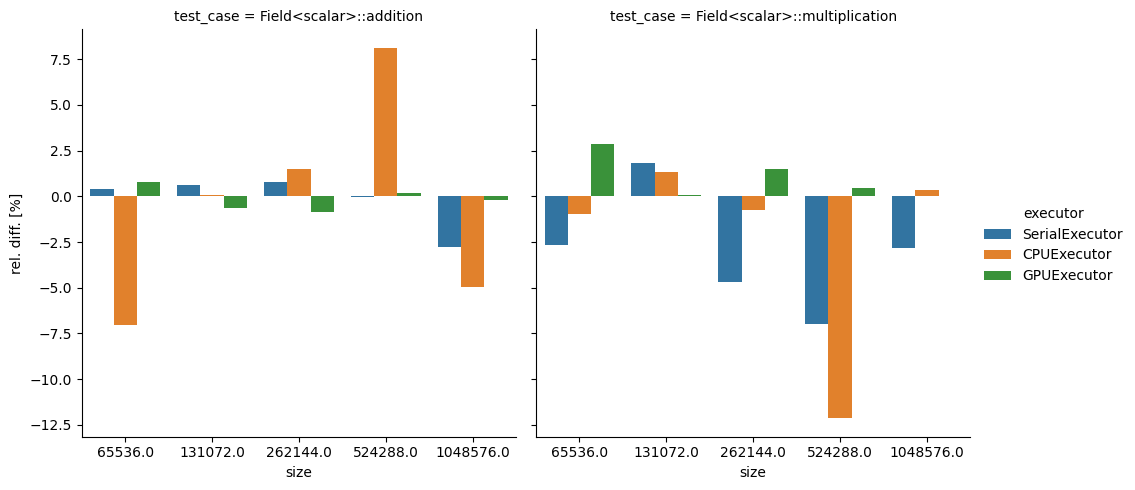 test_case = Field<scalar>::addition
test_case = Field<scalar>::multiplication
rel. diff. [%]
7.5
5.0
2.5
0.0
−2.5
−5.0
−7.5
−10.0
−12.5
65536.0 131072.0 262144.0 524288.0 1048576.0
size
65536.0 131072.0 262144.0 524288.0 1048576.0
size
executor
SerialExecutor
CPUExecutor
GPUExecutor